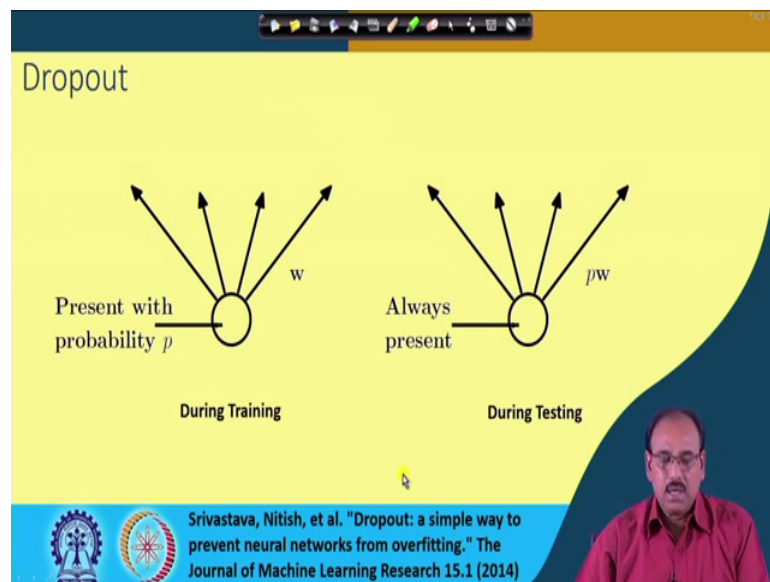 Dropout
w
Present with
probability p
During Training
pw
Always
present
During Testing
Srivastava, Nitish, et al. "Dropout: a simple way to
prevent neural networks from overfitting." The
Journal of Machine Learning Research 15.1 (2014)